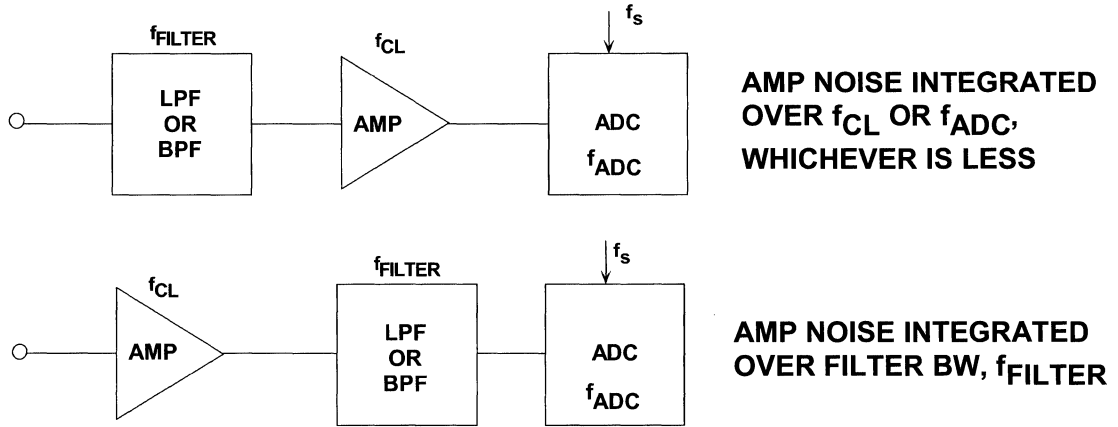 fs
fFILTER
fCL
LPF
OR
BPF
AMP
ADC
fADC
AMP NOISE INTEGRATED
OVER fCL OR fADC,
WHICHEVER IS LESS
fs
fFILTER
fCL
AMP
LPF
OR
BPF
ADC
fADC
AMP NOISE INTEGRATED
OVER FILTER BW, fFILTER